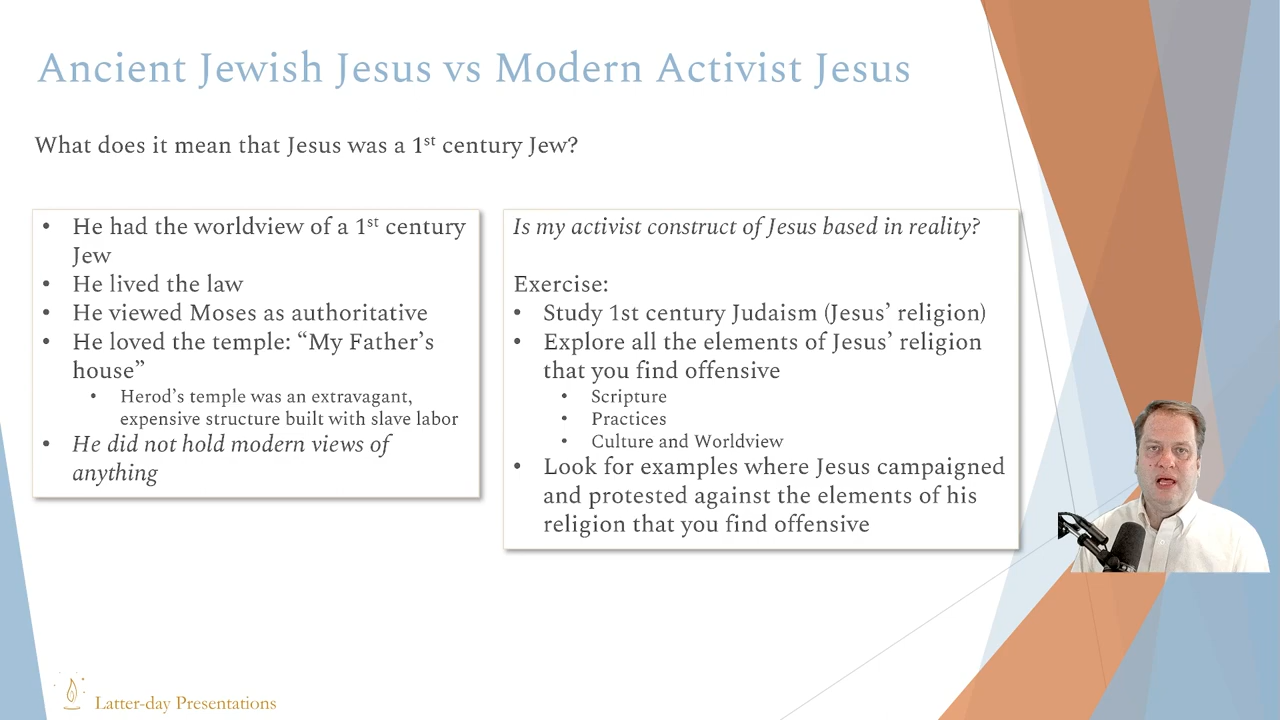 Ancient Jewish Jesus vs Modern Activist Jesus
What does it mean that Jesus was a 1st century Jew?
• He had the worldview of a 1st century
Jew
• He lived the law
• He viewed Moses as authoritative
• He loved the temple: “My Father’s
house”
• Herod’s temple was an extravagant,
expensive structure built with slave labor
• He did not hold modern views of
anything
Is my activist construct of Jesus based in reality?
Exercise:
• Study 1st century Judaism (Jesus’ religion)
• Explore all the elements of Jesus’ religion
that you find offensive
• Scripture
• Practices
• Culture and Worldview
• Look for examples where Jesus campaigned
and protested against the elements of his
religion that you find offensive
Latter-day Presentations